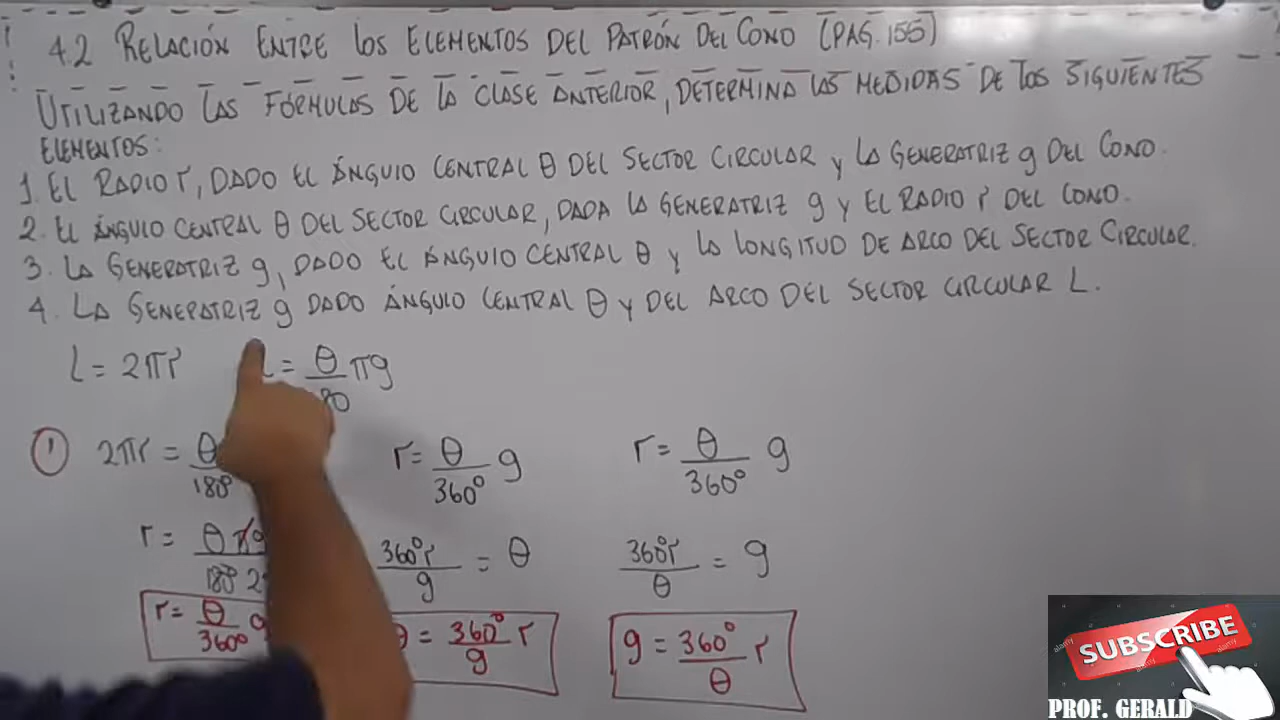 4.2 RELACIÓN ENTRE los ELEMENTOS DEL PATRÓN DEL CONO (PAG. 155)
UTILIZANDO LAS FÓRMULAS DE LA CLASE ANTERIOR, DETERMINA LAS MEDIDAS DE LOS SIGUIENTES
ELEMENTOS:
1. EL RADIO r, DADO EL ÁNGULO CENTRAL θ DEL SECTOR CIRCULAR y LA GENERATRIZ g DEL CONO.
2. EL ÁNGULO CENTRAL θ DEL SECTOR CIRCULAR, DADA LA GENERATRIZ g y EL RADIO r DEL CONO.
3. LA GENERATRIZ g, DADO EL ÁNGULO CENTRAL θ y LA LONGITUD DE ARCO DEL SECTOR CIRCULAR.
4. LA GENERATRIZ g DADO ÁNGULO CENTRAL θ y DEL ARCO DEL SECTOR CIRCULAR L.
l = 2πr = θ/ πg
① 2πr = θ/180° r = θ/360° g r = θ/360° g
r = θπg/180° 2 360°r/g = θ 360°r/θ = g
r = θ/360° g θ = 360°/g r g = 360°/θ r
SUBSCRIBE
PROF. GERALD